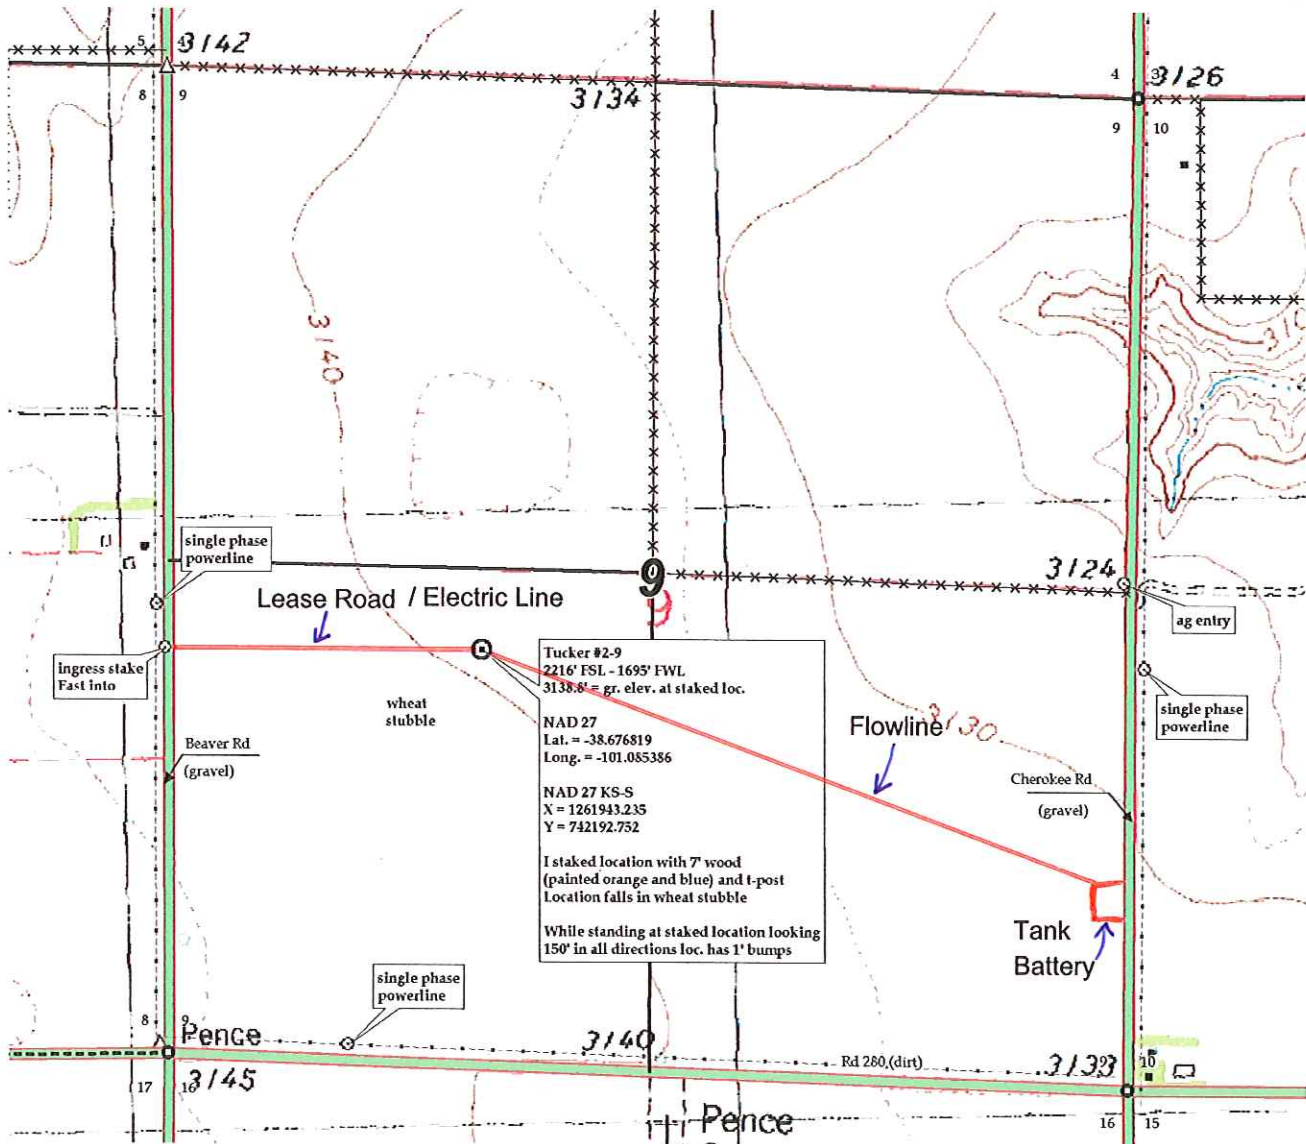 5 4
3142
8 9
3134
4 3
3126
9 10
3140
310
single phase
powerline
9
9
3124
Lease Road / Electric Line
ag entry
ingress stake
Fast into
Tucker #2-9
2216' FSL - 1695' FWL
3138.8' = gr. elev. at staked loc.
NAD 27
Lat. = -38.676819
Long. = -101.085386
NAD 27 KS-S
X = 1261943.235
Y = 742192.752
I staked location with 7' wood
(painted orange and blue) and t-post
Location falls in wheat stubble
While standing at staked location looking
150' in all directions loc. has 1' bumps
wheat
stubble
single phase
powerline
Flowline
3130
Beaver Rd
(gravel)
Cherokee Rd
(gravel)
Tank
Battery
single phase
powerline
8 9
Pence
3140
Rd 280 (dirt)
3133
9 10
17 16
3145
Pence
16 15